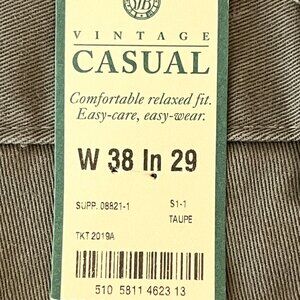 VINTAGE
CASUAL
Comfortable relaxed fit.
Easy-care, easy-wear.
W 38 In 29
SUPP. 08821-1 S1-1
TAUPE
TKT 2019A
510 5811 4623 13